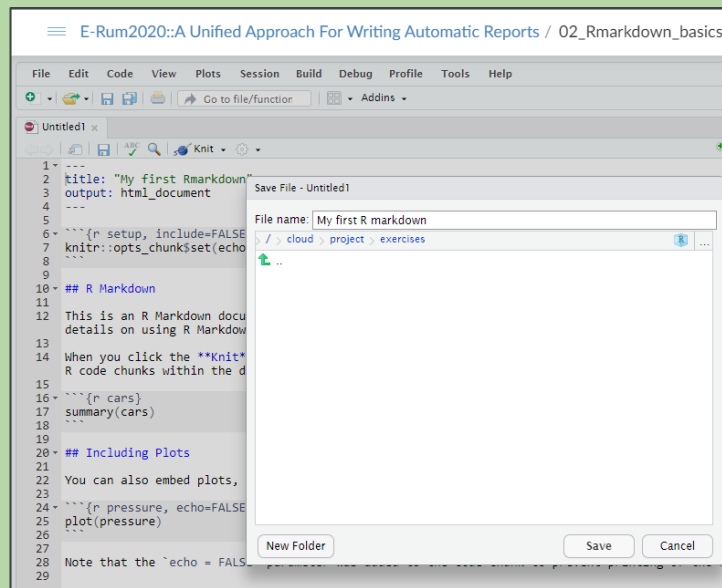 E-Rum2020::A Unified Approach For Writing Automatic Reports / 02_Rmarkdown_basics
File Edit Code View Plots Session Build Debug Profile Tools Help
Go to file/function Addins
Untitled1 x
ABC Knit
1 ---
2 title: "My first Rmarkdown"
3 output: html_document
4 ---
5
6 ```{r setup, include=FALSE
7 knitr::opts_chunk$set(echo
8 ```
9
10 ## R Markdown
11
12 This is an R Markdown docu
details on using R Markdow
13
14 When you click the **Knit*
R code chunks within the d
15
16 ```{r cars}
17 summary(cars)
18 ```
19
20 ## Including Plots
21
22 You can also embed plots,
23
24 ```{r pressure, echo=FALSE
25 plot(pressure)
26 ```
27
28 Note that the `echo = FALS
29
Save File - Untitled1
File name: My first R markdown
/ > cloud > project > exercises R ...
..
New Folder Save Cancel